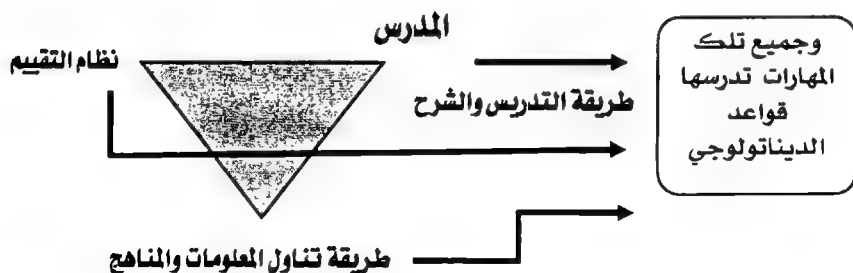 المدرس
وجميع تلك
المهارات تدرسها
قواعد
الديناتولوجي
نظام التقييم
طريقة التدريس والشرح
طريقة تناول المعلومات والمناهج